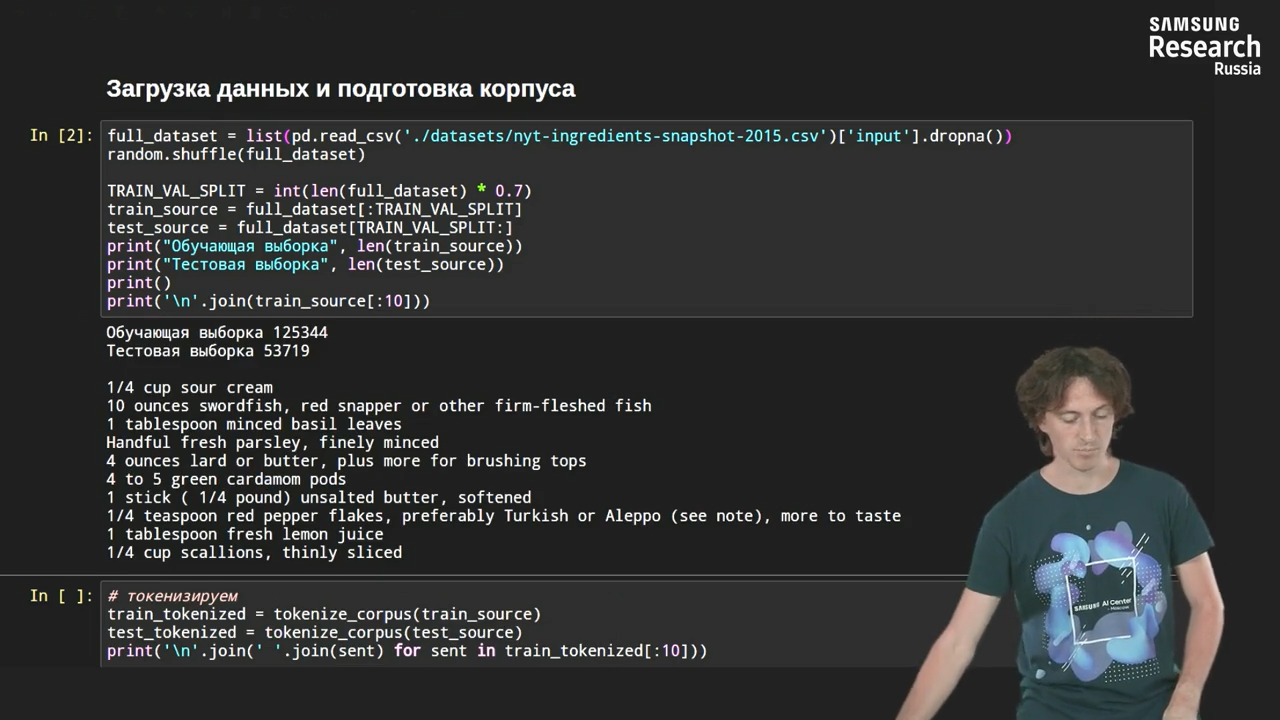 SAMSUNG
Research
Russia
Загрузка данных и подготовка корпуса
In [2]:
full_dataset = list(pd.read_csv('./datasets/nyt-ingredients-snapshot-2015.csv')['input'].dropna())
random.shuffle(full_dataset)
TRAIN_VAL_SPLIT = int(len(full_dataset) * 0.7)
train_source = full_dataset[:TRAIN_VAL_SPLIT]
test_source = full_dataset[TRAIN_VAL_SPLIT:]
print("Обучающая выборка", len(train_source))
print("Тестовая выборка", len(test_source))
print()
print('\n'.join(train_source[:10]))
Обучающая выборка 125344
Тестовая выборка 53719
1/4 cup sour cream
10 ounces swordfish, red snapper or other firm-fleshed fish
1 tablespoon minced basil leaves
Handful fresh parsley, finely minced
4 ounces lard or butter, plus more for brushing tops
4 to 5 green cardamom pods
1 stick ( 1/4 pound) unsalted butter, softened
1/4 teaspoon red pepper flakes, preferably Turkish or Aleppo (see note), more to taste
1 tablespoon fresh lemon juice
1/4 cup scallions, thinly sliced
In [ ]:
# токенизируем
train_tokenized = tokenize_corpus(train_source)
test_tokenized = tokenize_corpus(test_source)
print('\n'.join(' '.join(sent) for sent in train_tokenized[:10]))
SAMSUNG AI Center
- Moscow